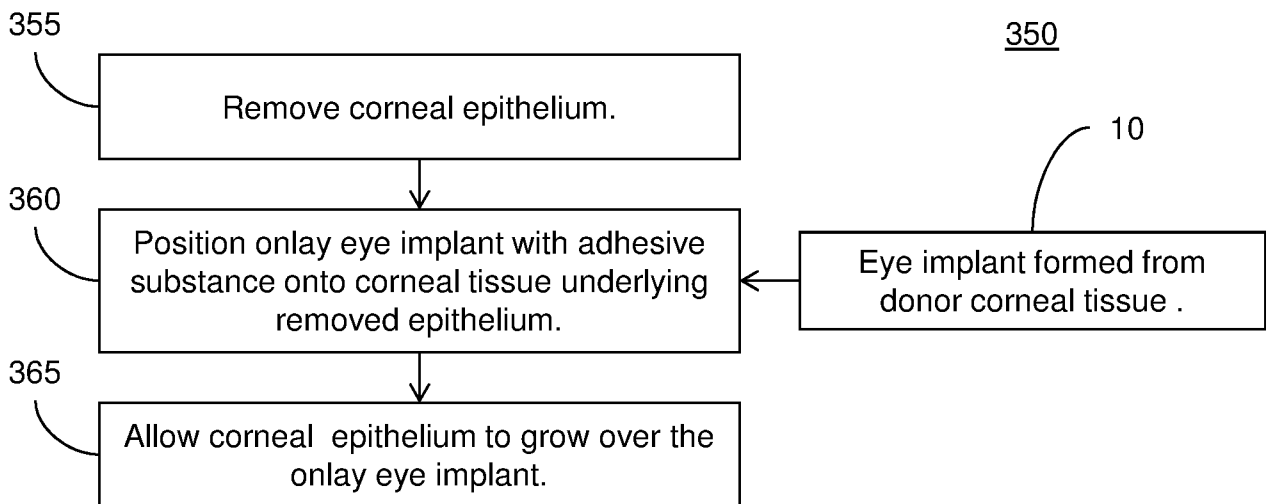 355
350
Remove corneal epithelium.
10
360
Position onlay eye implant with adhesive
substance onto corneal tissue underlying
removed epithelium.
Eye implant formed from
donor corneal tissue .
365
Allow corneal epithelium to grow over the
onlay eye implant.